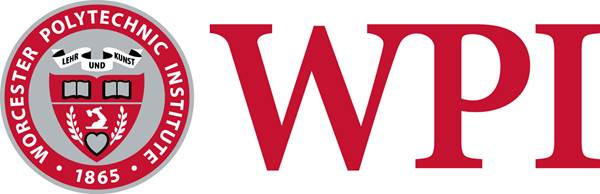 WORCESTER POLYTECHNIC INSTITUTE
LEHR UND KUNST
· 1865 ·
WPI